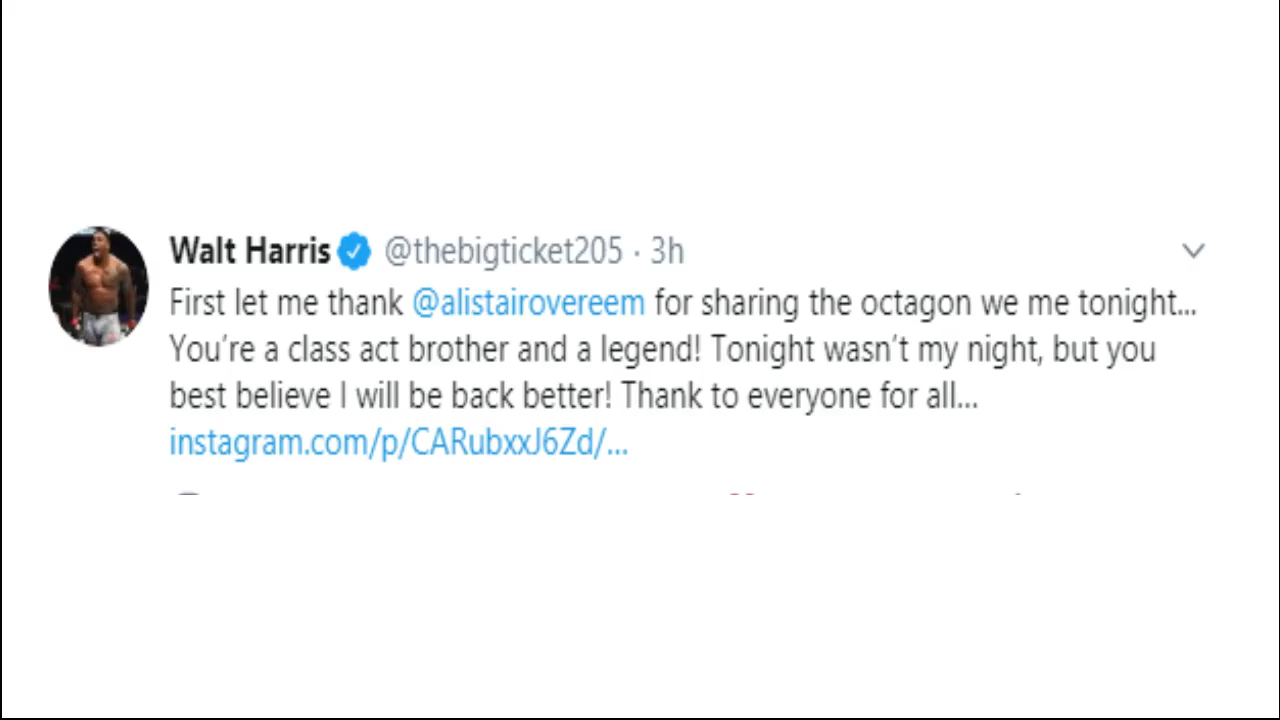 Walt Harris @thebigticket205 · 3h
First let me thank @alistairovereem for sharing the octagon we me tonight...
You're a class act brother and a legend! Tonight wasn't my night, but you
best believe I will be back better! Thank to everyone for all...
instagram.com/p/CARubxxJ6Zd/...